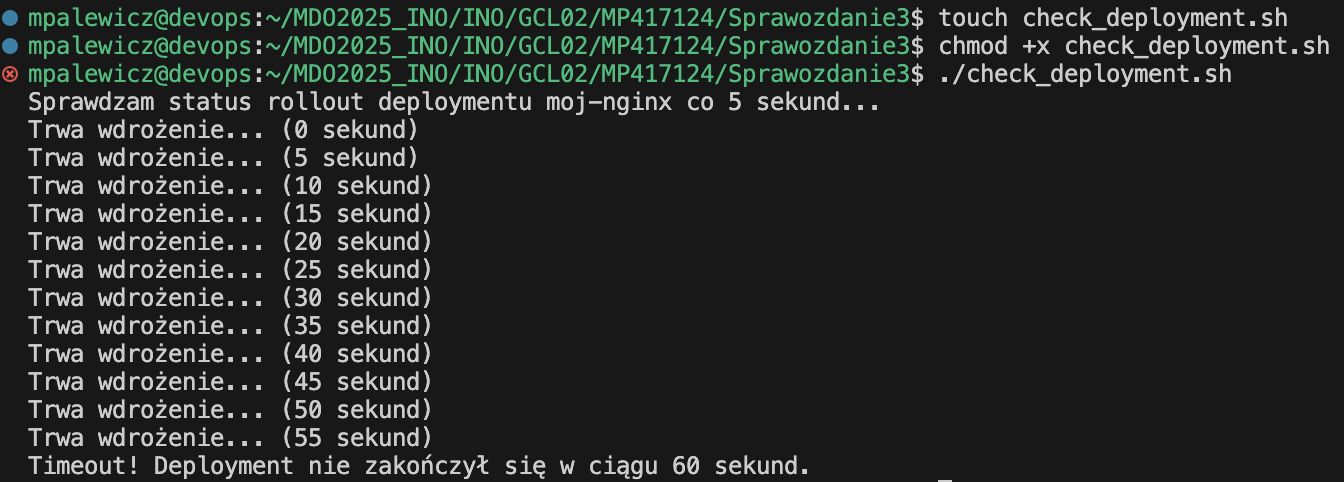 mpalewicz@devops:~/MDO2025_INO/INO/GCL02/MP417124/Sprawozdanie3$ touch check_deployment.sh
mpalewicz@devops:~/MDO2025_INO/INO/GCL02/MP417124/Sprawozdanie3$ chmod +x check_deployment.sh
mpalewicz@devops:~/MDO2025_INO/INO/GCL02/MP417124/Sprawozdanie3$ ./check_deployment.sh
Sprawdzam status rollout deploymentu moj-nginx co 5 sekund...
Trwa wdrożenie... (0 sekund)
Trwa wdrożenie... (5 sekund)
Trwa wdrożenie... (10 sekund)
Trwa wdrożenie... (15 sekund)
Trwa wdrożenie... (20 sekund)
Trwa wdrożenie... (25 sekund)
Trwa wdrożenie... (30 sekund)
Trwa wdrożenie... (35 sekund)
Trwa wdrożenie... (40 sekund)
Trwa wdrożenie... (45 sekund)
Trwa wdrożenie... (50 sekund)
Trwa wdrożenie... (55 sekund)
Timeout! Deployment nie zakończył się w ciągu 60 sekund.